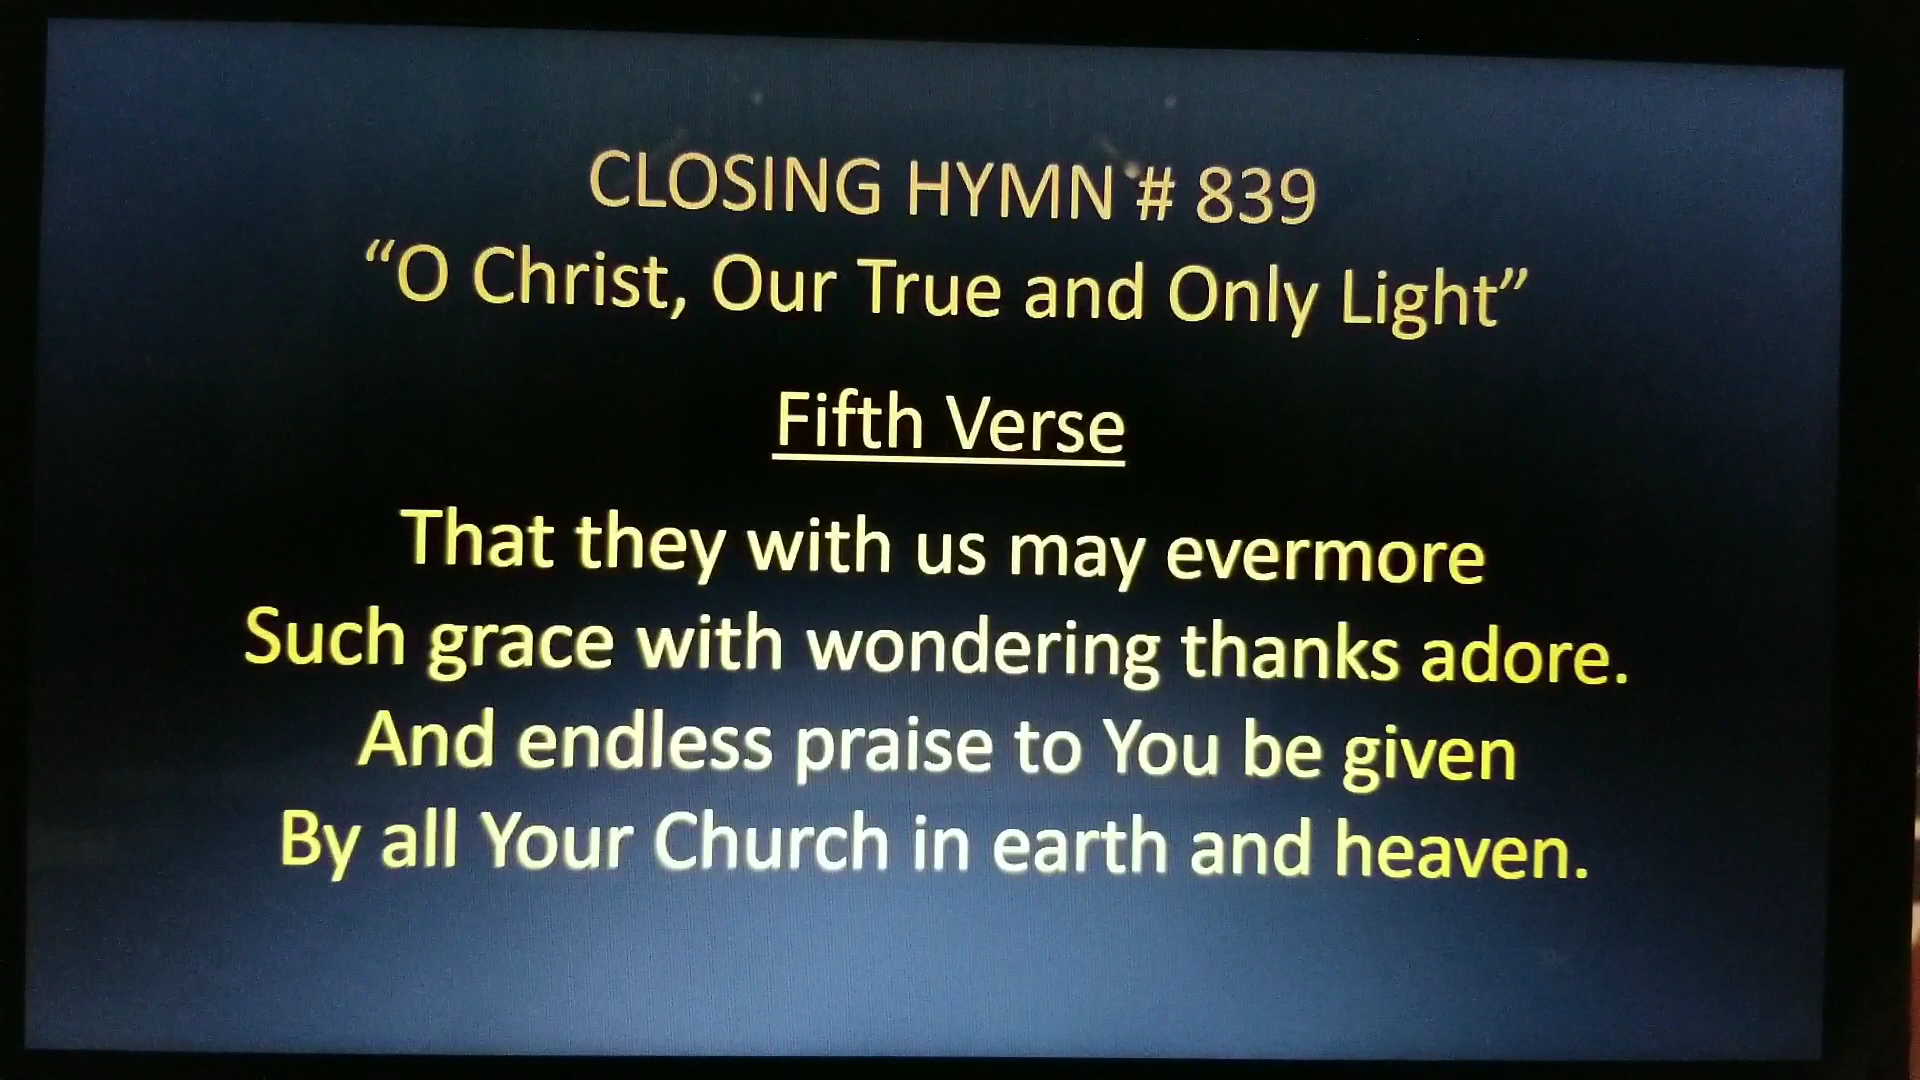 CLOSING HYMN # 839
“O Christ, Our True and Only Light”
Fifth Verse
That they with us may evermore
Such grace with wondering thanks adore.
And endless praise to You be given
By all Your Church in earth and heaven.